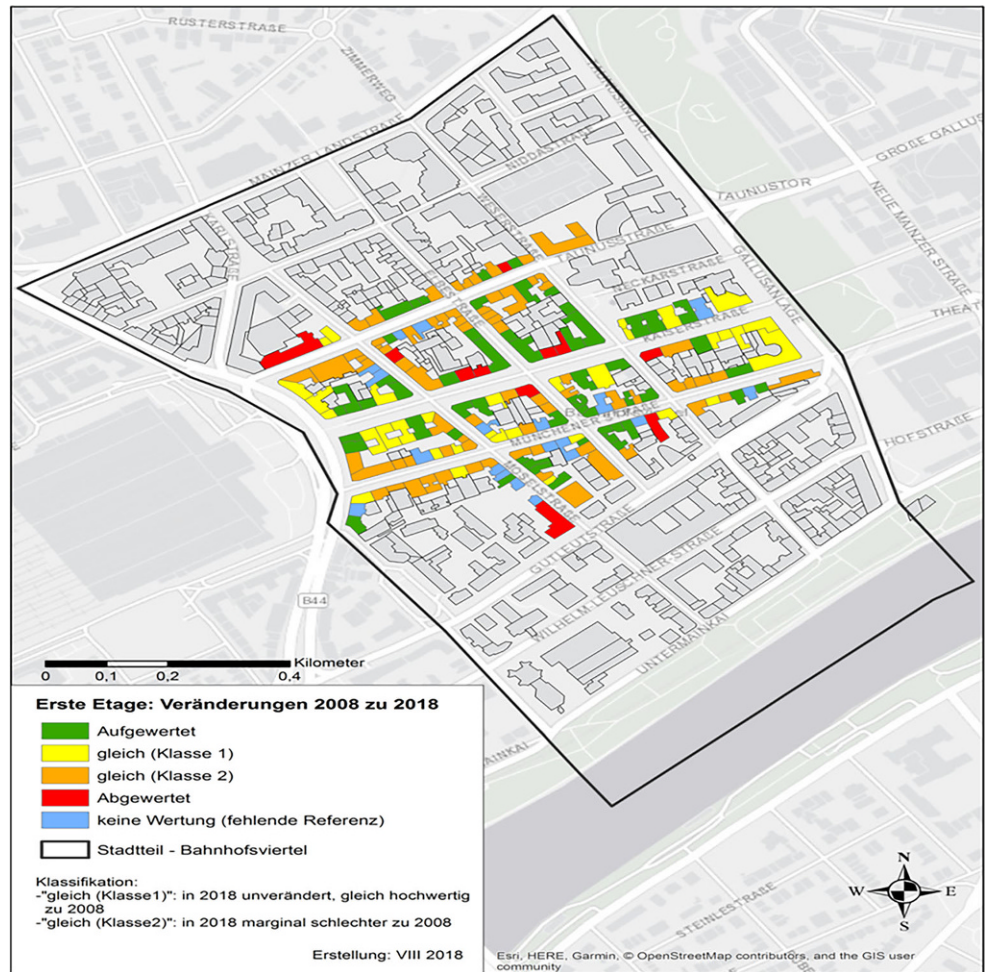 RÜSTERSTRAßE
ZIMMERWEG
MAINZER LANDSTRAßE
TAUNUSANLAGE
NIDDASTRAßE
GROßE GALLUS
TAUNUSTOR
KARLSTRAßE
WESERSTRAßE
NEUE MAINZER STRAßE
TAUNUSSTRAßE
ELBESTRAßE
NECKARSTRAßE
GALLUSANLAGE
THEAT
KAISERSTRAßE
MÜNCHENER
HOFSTRAßE
MOSELSTRAßE
GUTLEUTSTRAßE
WILHELM-LEUSCHNER-STRAßE
B44
UNTERMAINKAI
Kilometer
0 0,1 0,2 0,4
Erste Etage: Veränderungen 2008 zu 2018
Aufgewertet
gleich (Klasse 1)
gleich (Klasse 2)
Abgewertet
keine Wertung (fehlende Referenz)
Stadtteil - Bahnhofsviertel
Klassifikation:
-"gleich (Klasse1)": in 2018 unverändert, gleich hochwertig
zu 2008
-"gleich (Klasse2)": in 2018 marginal schlechter zu 2008
Erstellung: VIII 2018
AINKAI
N
W E
S
STEINLESTRAßE
Esri, HERE, Garmin, © OpenStreetMap contributors, and the GIS user
community